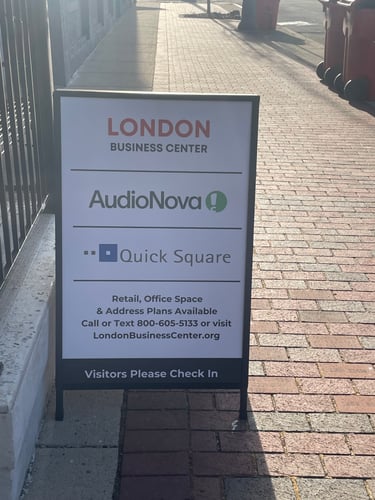 LONDON
BUSINESS CENTER
AudioNova
Quick Square
Retail, Office Space
& Address Plans Available
Call or Text 800-605-5133 or visit
LondonBusinessCenter.org
Visitors Please Check In